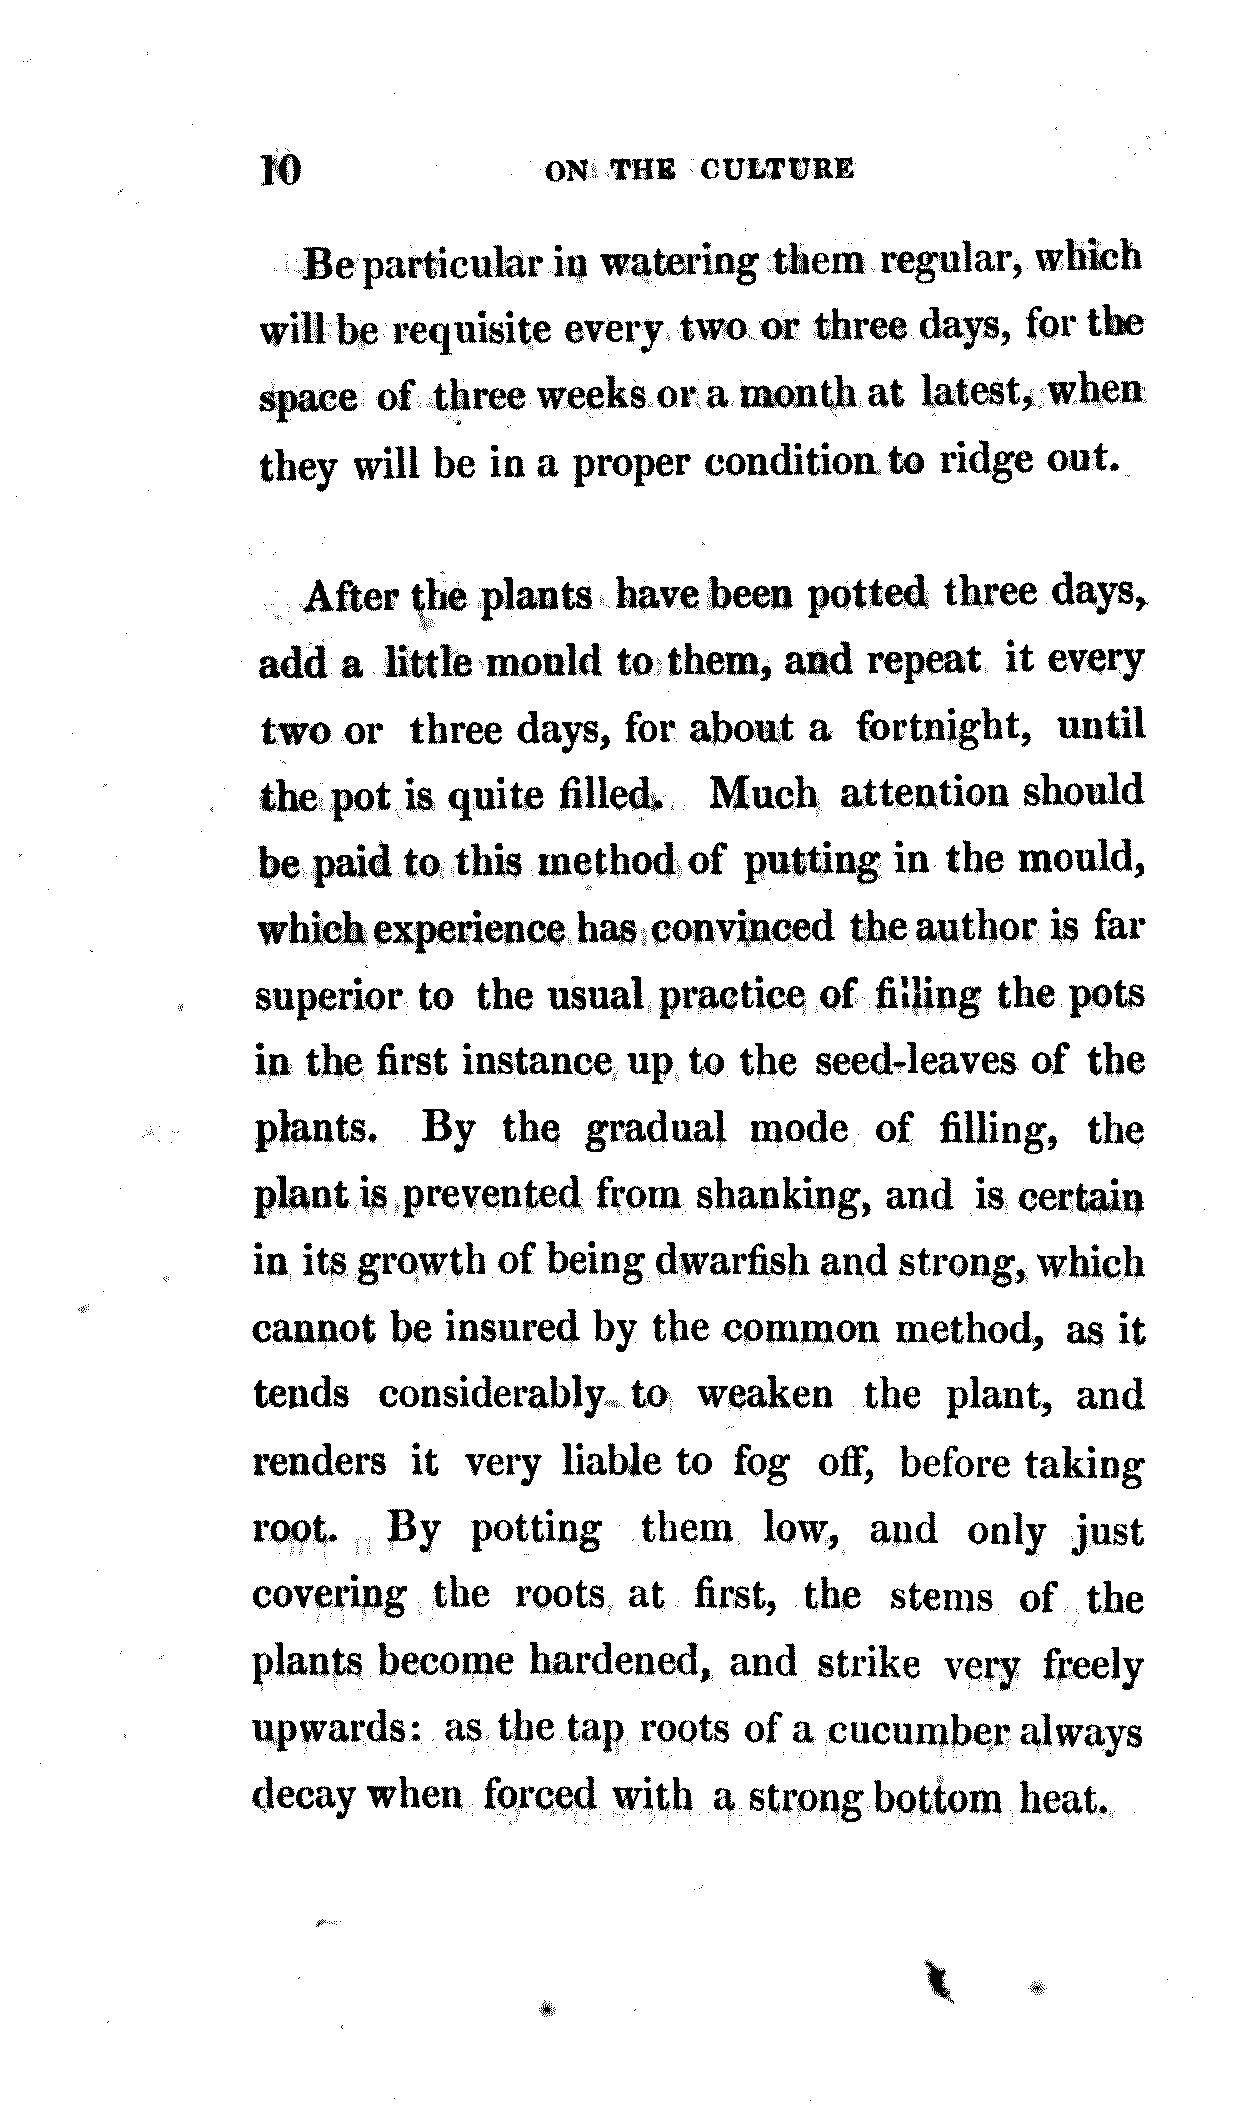 10 ON THE CULTURE
Be particular in watering them regular, which
will be requisite every two or three days, for the
space of three weeks or a month at latest, when
they will be in a proper condition to ridge out.
After the plants have been potted three days,
add a little mould to them, and repeat it every
two or three days, for about a fortnight, until
the pot is quite filled. Much attention should
be paid to this method of putting in the mould,
which experience has convinced the author is far
superior to the usual practice of filling the pots
in the first instance up to the seed-leaves of the
plants. By the gradual mode of filling, the
plant is prevented from shanking, and is certain
in its growth of being dwarfish and strong, which
cannot be insured by the common method, as it
tends considerably to weaken the plant, and
renders it very liable to fog off, before taking
root. By potting them low, and only just
covering the roots at first, the stems of the
plants become hardened, and strike very freely
upwards: as the tap roots of a cucumber always
decay when forced with a strong bottom heat.